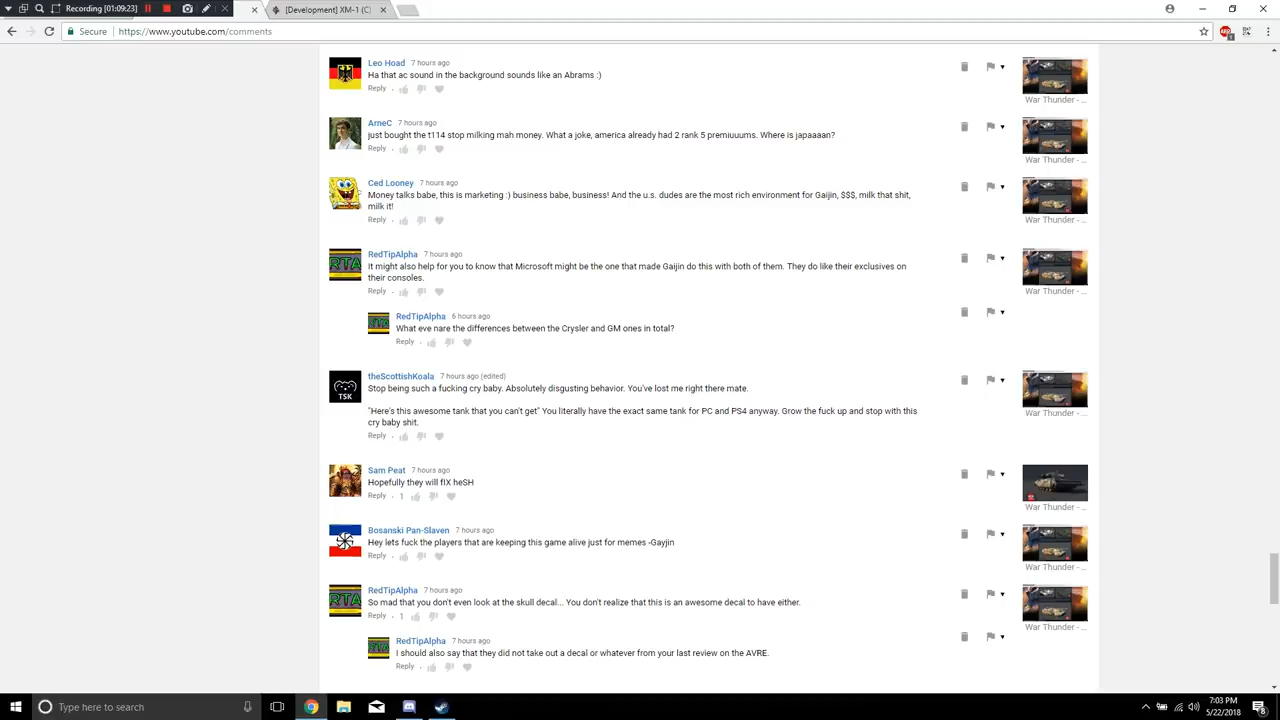 Recording (01:09:23)
[Development] XM-1 (C)
Secure
https://www.youtube.com/comments
Leo Hoad 7 hours ago
Ha that ac sound in the background sounds like an Abrams :)
Reply
War Thunder - ...
ArneC 7 hours ago
just bought the t114 stop milking mah money. What a joke, america already had 2 rank 5 premiuuums. Where is japaaaan?
Reply
War Thunder - ...
Ced Looney 7 hours ago
Money talks babe, this is marketing :) business babe, business! And the u.s. dudes are the most rich environment for Gaijin, $$$, milk that shit,
milk it!
Reply
War Thunder - ...
RTA
RedTipAlpha 7 hours ago
It might also help for you to know that Microsoft might be the one that made Gaijin do this with both of them. They do like their exclusives on
their consoles.
Reply
War Thunder - ...
RTA
RedTipAlpha 6 hours ago
What eve nare the differences between the Crysler and GM ones in total?
Reply
TSK
theScottishKoala 7 hours ago (edited)
Stop being such a fucking cry baby. Absolutely disgusting behavior. You've lost me right there mate.
"Here's this awesome tank that you can't get" You literally have the exact same tank for PC and PS4 anyway. Grow the fuck up and stop with this
cry baby shit.
Reply
War Thunder - ...
Sam Peat 7 hours ago
Hopefully they will fIX heSH
Reply 1
War Thunder - ...
Bosanski Pan-Slaven 7 hours ago
Hey lets fuck the players that are keeping this game alive just for memes -Gayjin
Reply
War Thunder - ...
RTA
RedTipAlpha 7 hours ago
So mad that you don't even look at the skull decal... You don't realize that this is an awesome decal to have either.
Reply 1
War Thunder - ...
RTA
RedTipAlpha 7 hours ago
I should also say that they did not take out a decal or whatever from your last review on the AVRE.
Reply
Type here to search
7:03 PM
5/22/2018